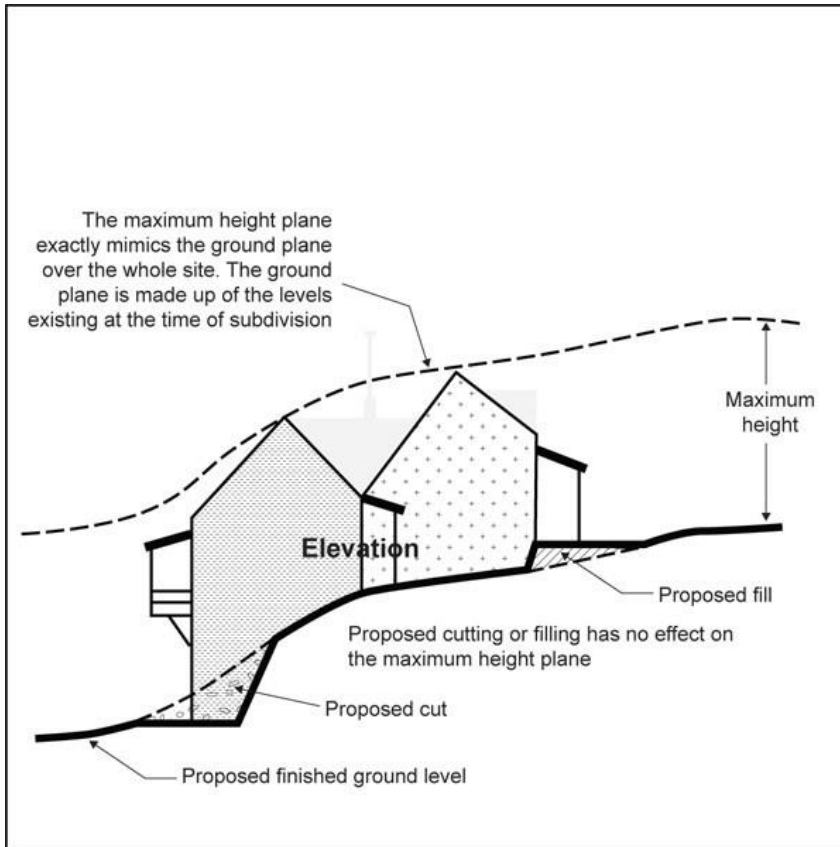 The maximum height plane
exactly mimics the ground plane
over the whole site. The ground
plane is made up of the levels
existing at the time of subdivision
Maximum
height
Elevation
Proposed fill
Proposed cutting or filling has no effect on
the maximum height plane
Proposed cut
Proposed finished ground level